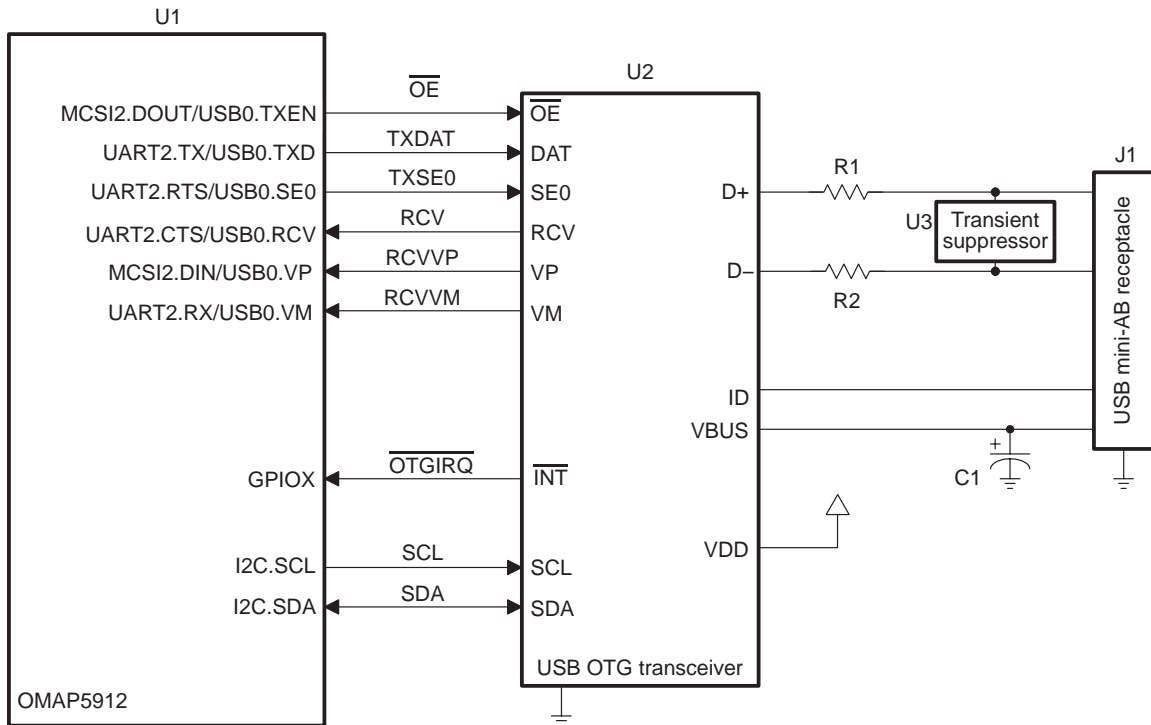 U1
U2
OE
OE
MCSI2.DOUT/USB0.TXEN
TXDAT
DAT
UART2.TX/USB0.TXD
TXSE0
SE0
UART2.RTS/USB0.SE0
RCV
RCV
UART2.CTS/USB0.RCV
RCVVP
VP
MCSI2.DIN/USB0.VP
RCVVM
VM
UART2.RX/USB0.VM
D+
R1
J1
U3
Transient
suppressor
D–
R2
USB mini-AB receptacle
ID
VBUS
C1
+
GPIOX
OTGIRQ
INT
VDD
I2C.SCL
SCL
SCL
I2C.SDA
SDA
SDA
USB OTG transceiver
OMAP5912